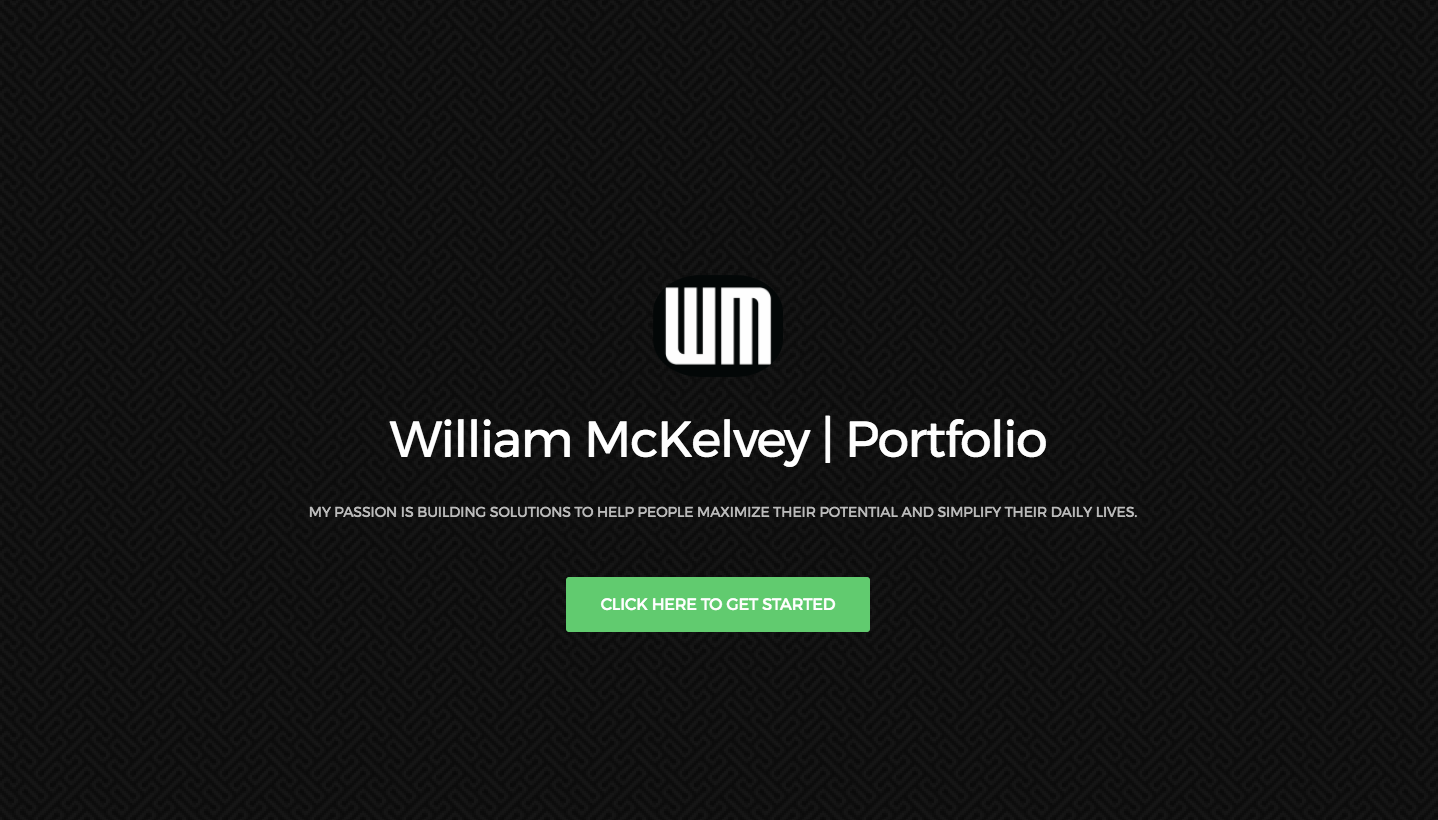 WM
William McKelvey | Portfolio
MY PASSION IS BUILDING SOLUTIONS TO HELP PEOPLE MAXIMIZE THEIR POTENTIAL AND SIMPLIFY THEIR DAILY LIVES.
CLICK HERE TO GET STARTED